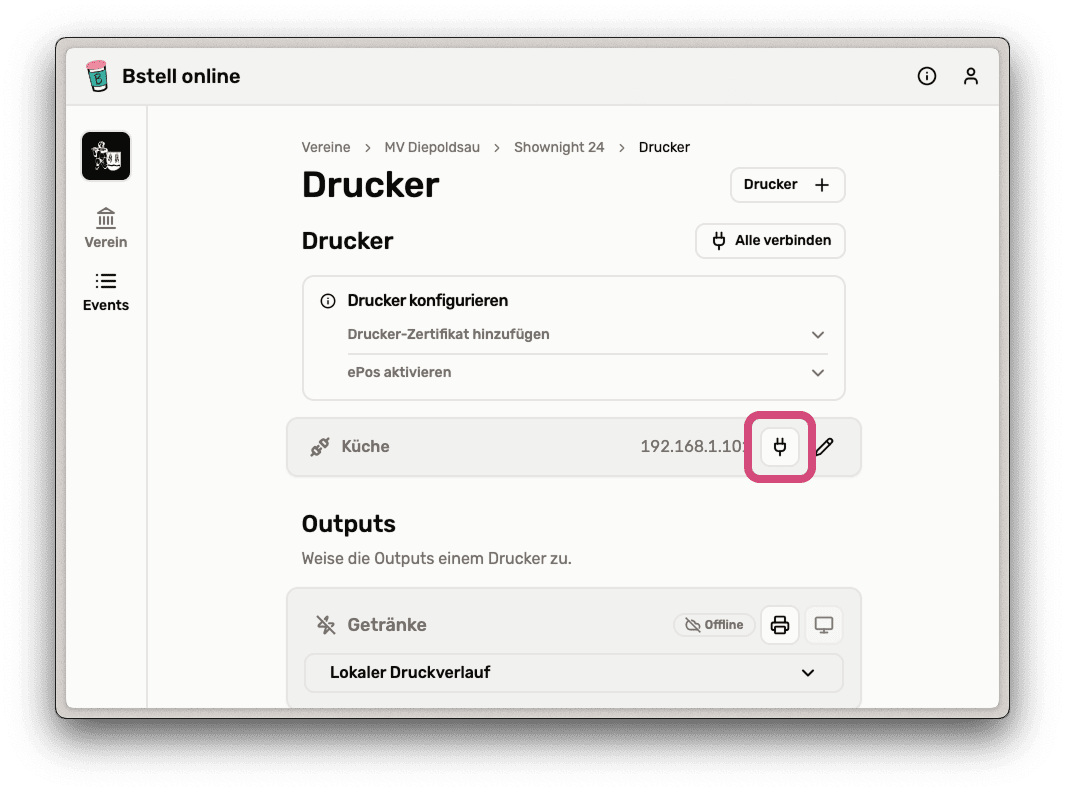 Bstell online
Vereine > MV Diepoldsau > Shownight 24 > Drucker
Drucker
Drucker +
Verein
Events
Drucker
Alle verbinden
Drucker konfigurieren
Drucker-Zertifikat hinzufügen
ePos aktivieren
Küche
192.168.1.10
Outputs
Weise die Outputs einem Drucker zu.
Getränke
Offline
Lokaler Druckverlauf